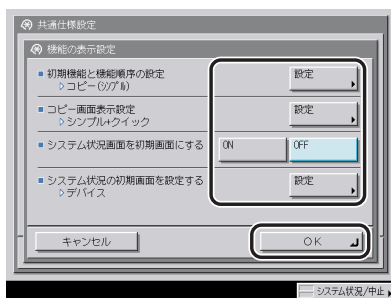 共通仕様設定
機能の表示設定
■ 初期機能と機能順序の設定 設定
▷ コピー(シンプル)
■ コピー画面表示設定 設定
▷ シンプル+クイック
■ システム状況画面を初期画面にする ON OFF
■ システム状況の初期画面を設定する 設定
▷ デバイス
キャンセル OK
システム状況/中止